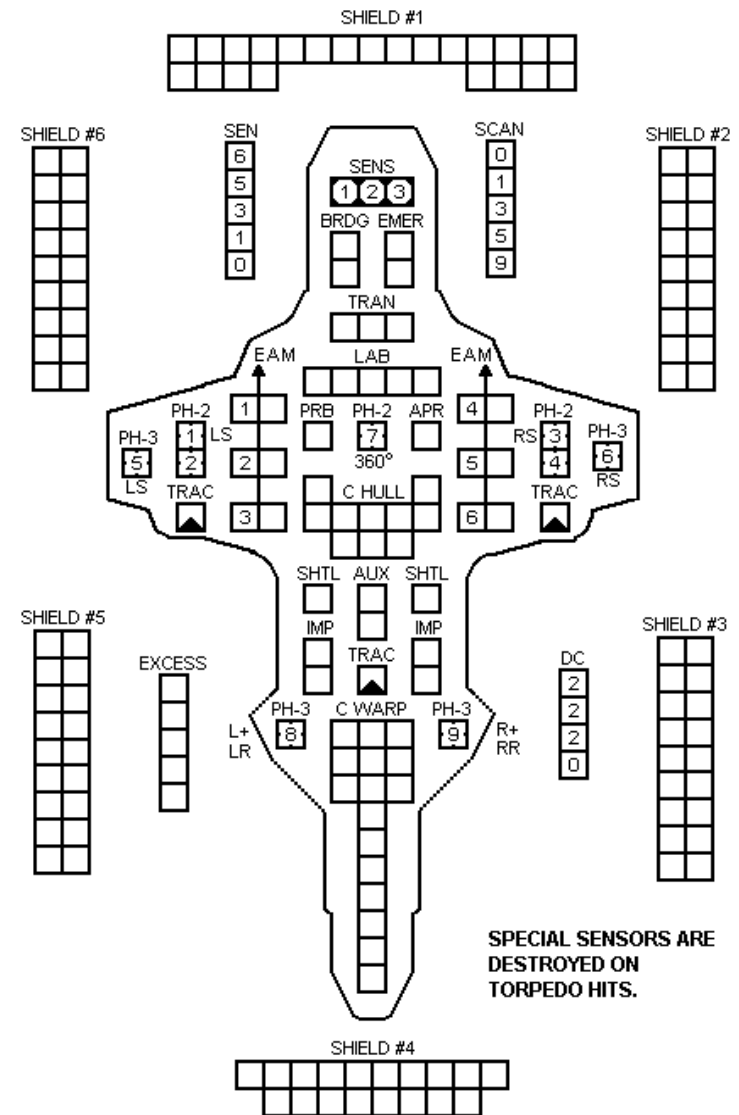 SHIELD #1
SHIELD #6
SEN
SCAN
SHIELD #2
6
5
3
1
0
0
1
3
5
9
SENS
1 2 3
BRDG EMER
TRAN
EAM
LAB
EAM
1
PRB
PH-2
APR
4
PH-2
1
LS
2
PH-3
5
LS
7
360°
PH-2
RS
3
4
PH-3
6
RS
2
5
TRAC
C HULL
TRAC
3
6
SHTL AUX SHTL
IMP
IMP
TRAC
SHIELD #5
SHIELD #3
EXCESS
DC
2
2
2
0
PH-3
C WARP
PH-3
L+
LR
8
9
R+
RR
SPECIAL SENSORS ARE
DESTROYED ON
TORPEDO HITS.
SHIELD #4